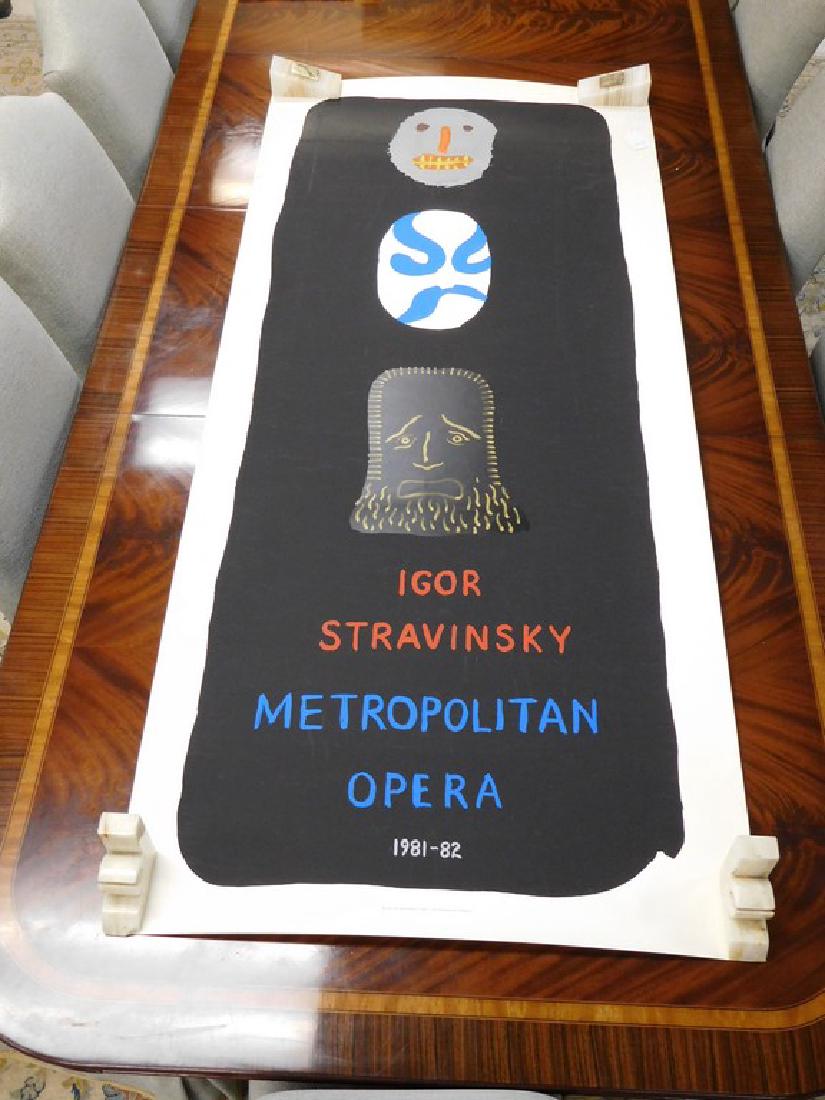 IGOR
STRAVINSKY
METROPOLITAN
OPERA
1981-82